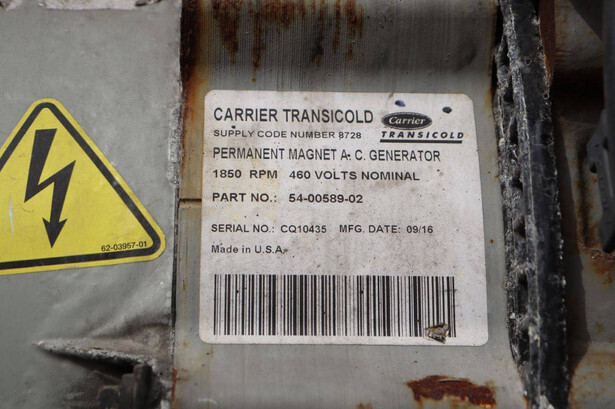 CARRIER TRANSICOLD
SUPPLY CODE NUMBER 8728
Carrier
TRANSICOLD
PERMANENT MAGNET A.C. GENERATOR
1850 RPM 460 VOLTS NOMINAL
PART NO.: 54-00589-02
SERIAL NO.: CQ10435 MFG. DATE: 09/16
Made in U.S.A.
62-03957-01